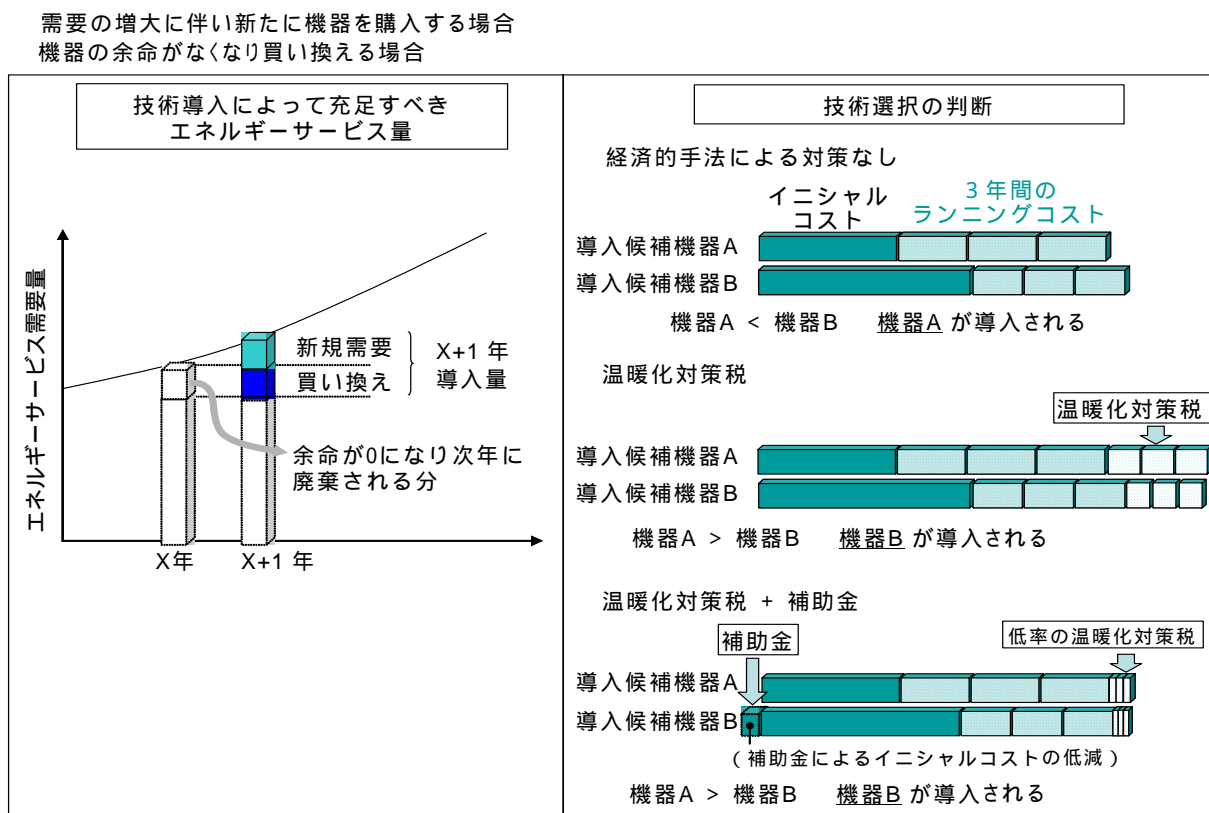 需要の増大に伴い新たに機器を購入する場合
機器の余命がなくなり買い換える場合
技術導入によって充足すべき
エネルギーサービス量
エネルギーサービス需要量
新規需要
買い換え
X+1 年
導入量
余命が0になり次年に
廃棄される分
X年
X+1 年
技術選択の判断
経済的手法による対策なし
イニシャル
コスト
3年間の
ランニングコスト
導入候補機器A
導入候補機器B
機器A < 機器B 機器A が導入される
温暖化対策税
温暖化対策税
導入候補機器A
導入候補機器B
機器A > 機器B 機器B が導入される
温暖化対策税 + 補助金
補助金
低率の温暖化対策税
導入候補機器A
導入候補機器B
(補助金によるイニシャルコストの低減)
機器A > 機器B 機器B が導入される